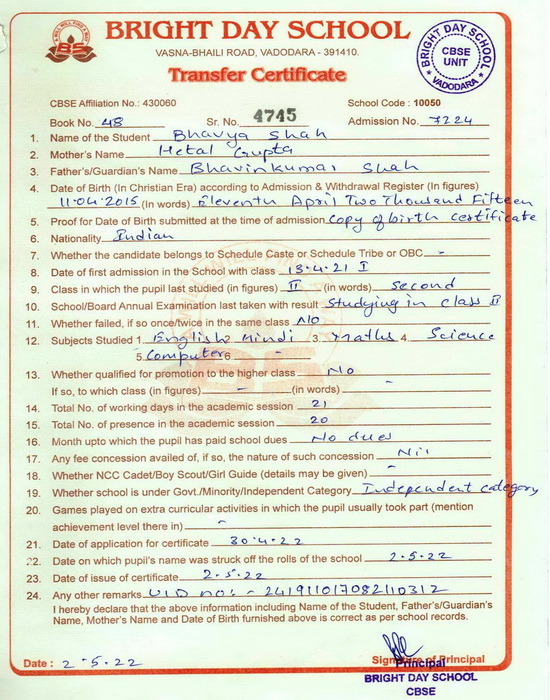 BRIGHT DAY SCHOOL
VASNA-BHAILI ROAD, VADODARA - 391410.
Transfer Certificate
BRIGHT DAY SCHOOL
CBSE
UNIT
VADODARA
CBSE Affiliation No.: 430060 School Code : 10050
Book No. 48 Sr. No. 4745 Admission No. 7224
1. Name of the Student Bhavya Shah
2. Mother's Name Hetal Gupta
3. Father's/Guardian's Name Bhavinkumar Shah
4. Date of Birth (In Christian Era) according to Admission & Withdrawal Register (In figures)
11.04.2015 (In words) Eleventh April Two Thousand Fifteen
5. Proof for Date of Birth submitted at the time of admission copy of birth certificate
6. Nationality Indian
7. Whether the candidate belongs to Schedule Caste or Schedule Tribe or OBC -
8. Date of first admission in the School with class 13.4.21 I
9. Class in which the pupil last studied (in figures) II (in words) second
10. School/Board Annual Examination last taken with result Studying in class II
11. Whether failed, if so once/twice in the same class NO
12. Subjects Studied 1. English Hindi 3. Maths 4. Science
5. Computer 6. -
13. Whether qualified for promotion to the higher class No
If so, to which class (in figures) - (in words) -
14. Total No. of working days in the academic session 21
15. Total No. of presence in the academic session 20
16. Month upto which the pupil has paid school dues No dues
17. Any fee concession availed of, if so, the nature of such concession Nil
18. Whether NCC Cadet/Boy Scout/Girl Guide (details may be given) -
19. Whether school is under Govt./Minority/Independent Category Independent category
20. Games played on extra curricular activities in which the pupil usually took part (mention
achievement level there in) -
21. Date of application for certificate 30.4.22
22. Date on which pupil's name was struck off the rolls of the school 2.5.22
23. Date of issue of certificate 2.5.22
24. Any other remarks UID no:- 241911017082110312
I hereby declare that the above information including Name of the Student, Father's/Guardian's
Name, Mother's Name and Date of Birth furnished above is correct as per school records.
Date : 2.5.22 Signature of Principal
Principal
BRIGHT DAY SCHOOL
CBSE